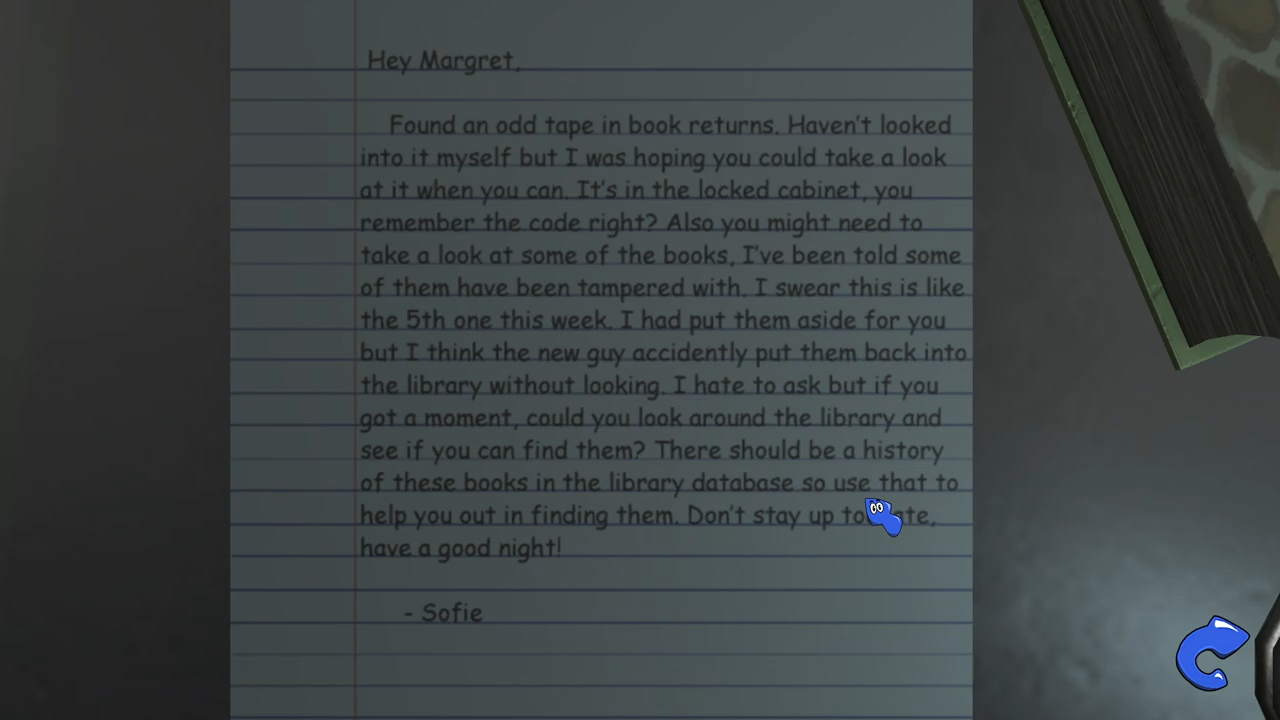 Hey Margret,
Found an odd tape in book returns. Haven't looked
into it myself but I was hoping you could take a look
at it when you can. It's in the locked cabinet, you
remember the code right? Also you might need to
take a look at some of the books, I've been told some
of them have been tampered with. I swear this is like
the 5th one this week. I had put them aside for you
but I think the new guy accidently put them back into
the library without looking. I hate to ask but if you
got a moment, could you look around the library and
see if you can find them? There should be a history
of these books in the library database so use that to
help you out in finding them. Don't stay up
have a good night!
- Sofie